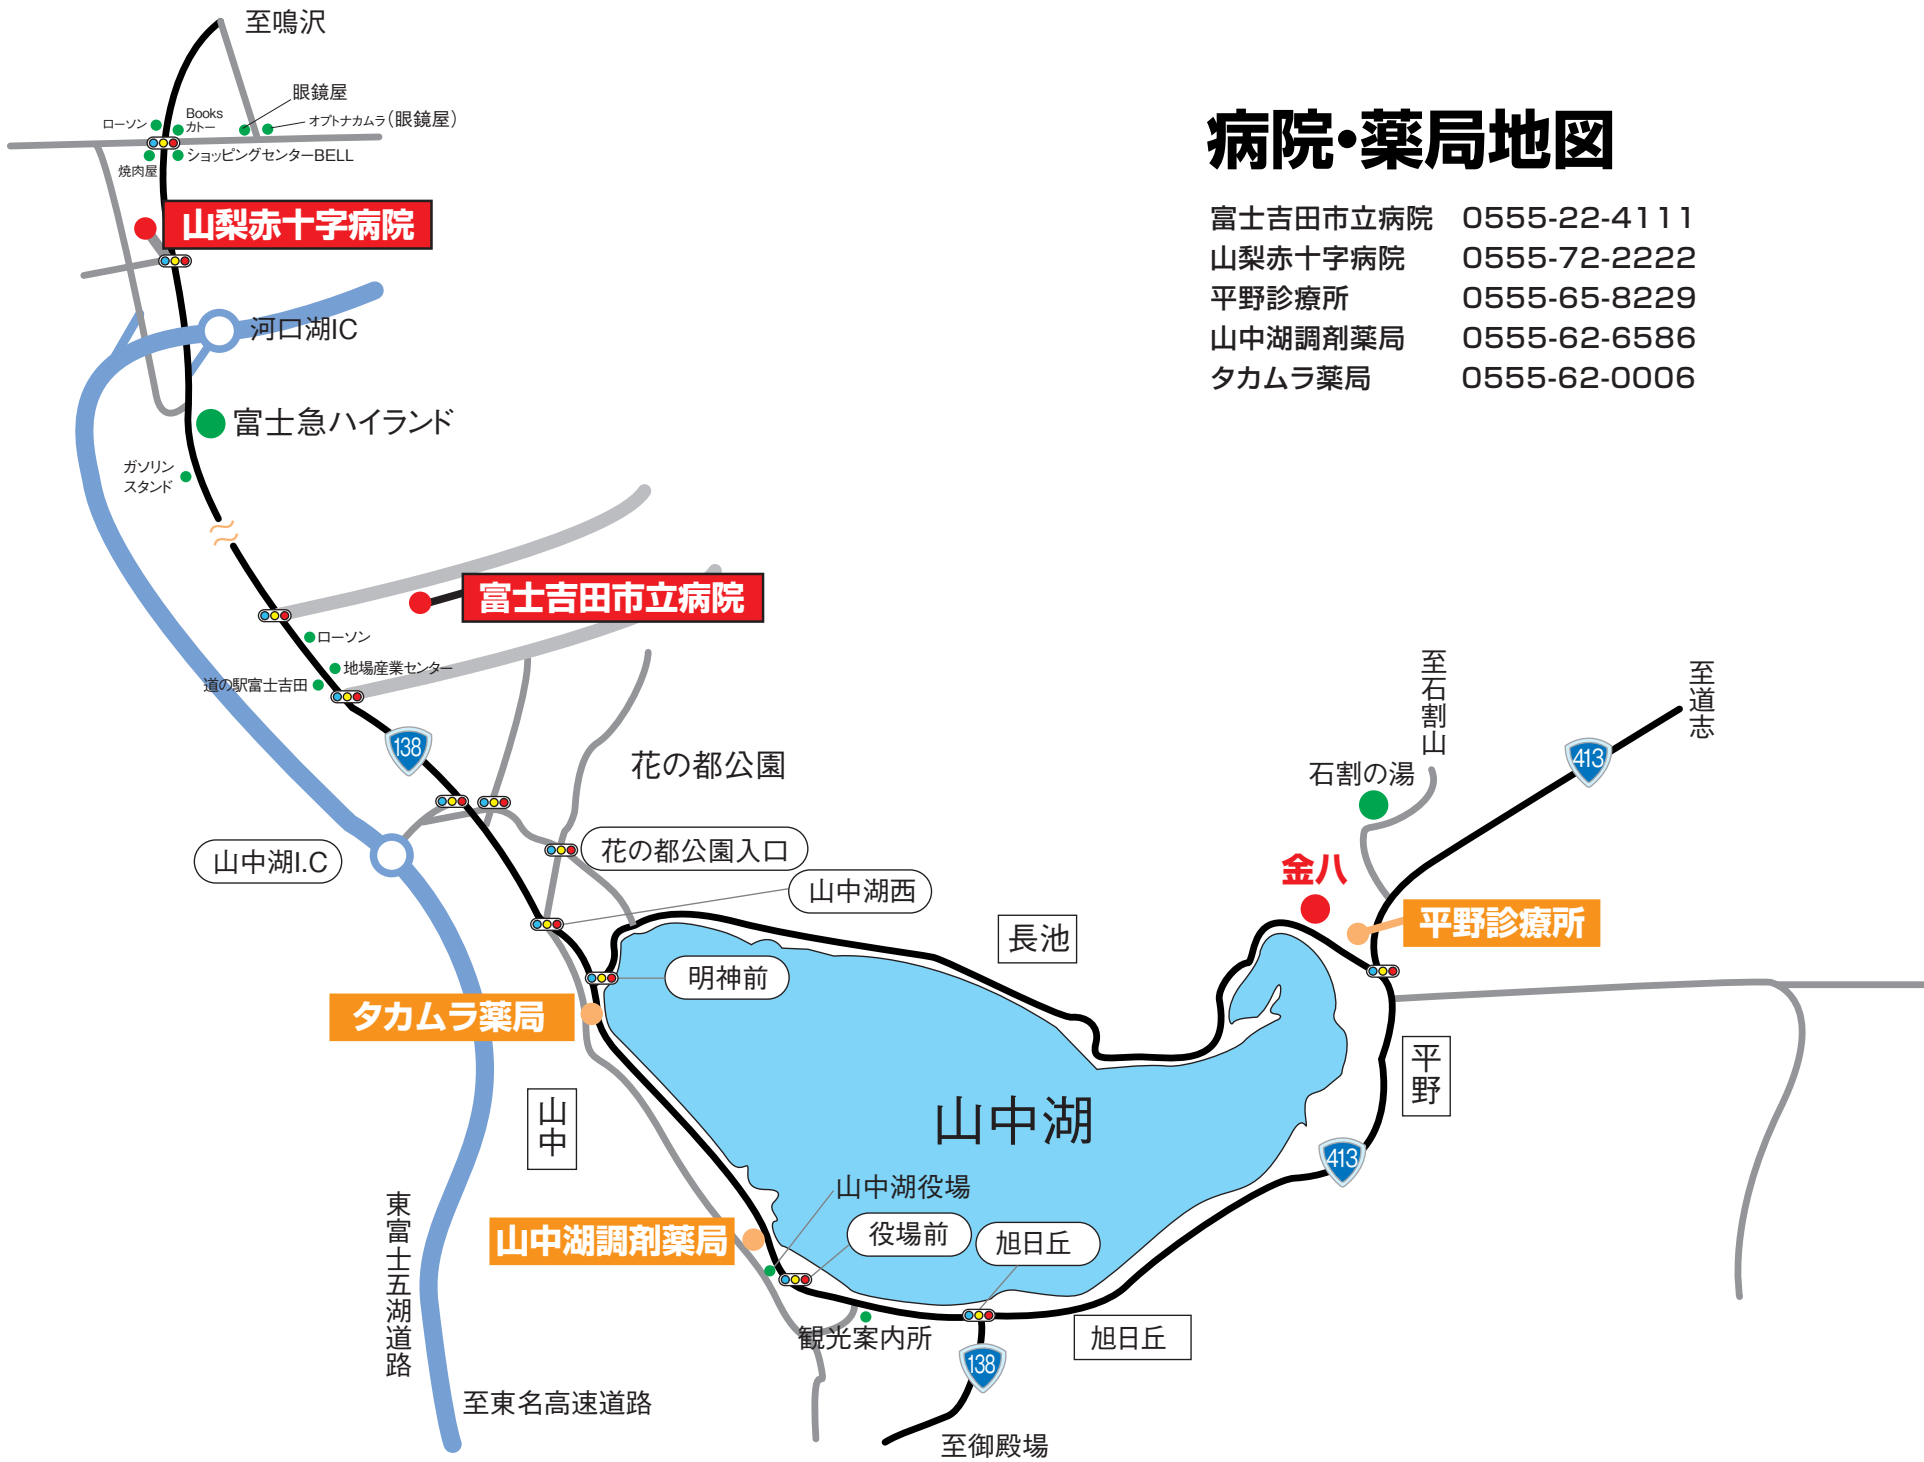 至鳴沢
眼鏡屋
Books
カトー
ローソン
オプトナカムラ(眼鏡屋)
ショッピングセンターBELL
焼肉屋
病院・薬局地図
富士吉田市立病院 0555-22-4111
山梨赤十字病院 0555-72-2222
平野診療所 0555-65-8229
山中湖調剤薬局 0555-62-6586
タカムラ薬局 0555-62-0006
山梨赤十字病院
河口湖IC
富士急ハイランド
ガソリン
スタンド
富士吉田市立病院
ローソン
地場産業センター
道の駅富士吉田
138
花の都公園
至石割山
至道志
413
石割の湯
山中湖I.C
花の都公園入口
山中湖西
金八
平野診療所
長池
明神前
タカムラ薬局
平野
山中
山中湖
413
山中湖役場
役場前
旭日丘
山中湖調剤薬局
東富士五湖道路
観光案内所
旭日丘
138
至東名高速道路
至御殿場